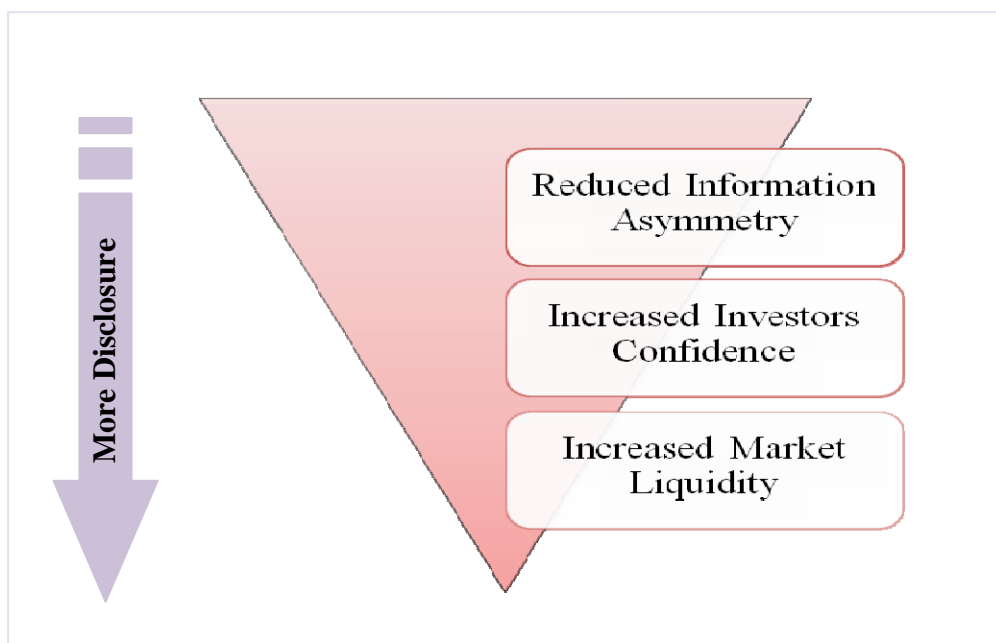 More Disclosure
Reduced Information
Asymmetry
Increased Investors
Confidence
Increased Market
Liquidity